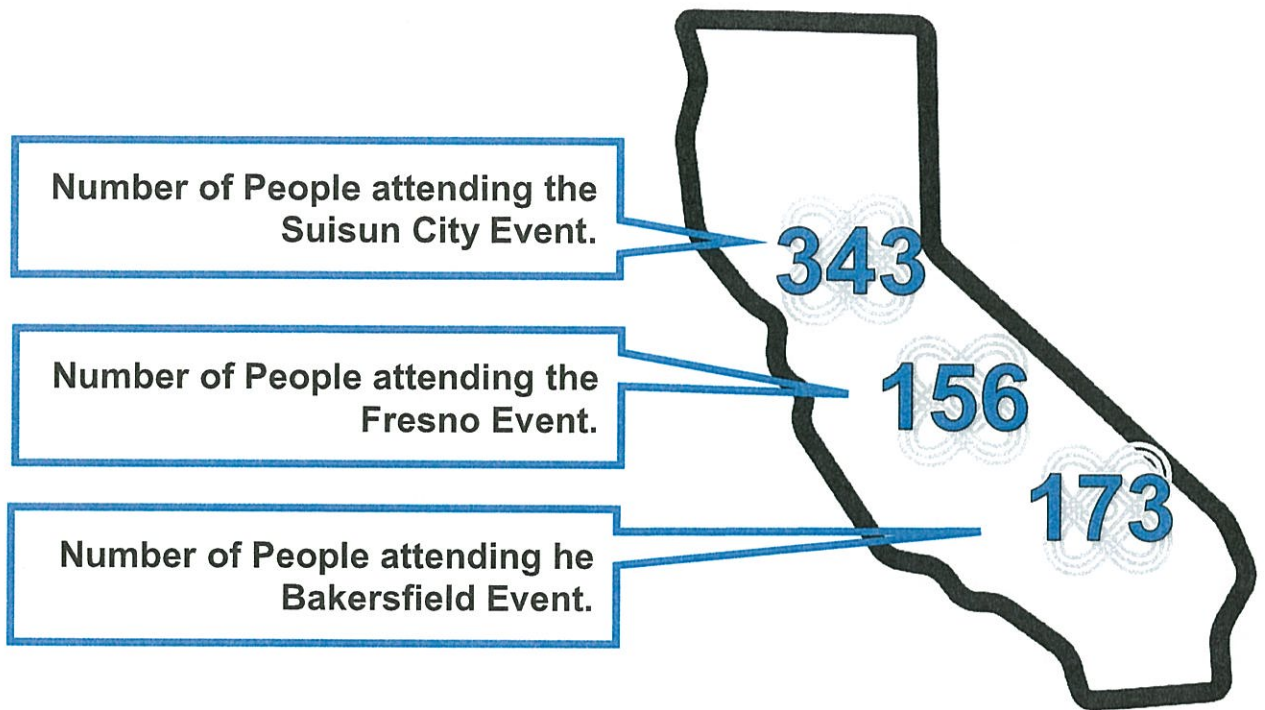 Number of People attending the
Suisun City Event.
343
Number of People attending the
Fresno Event.
156
Number of People attending he
Bakersfield Event.
173